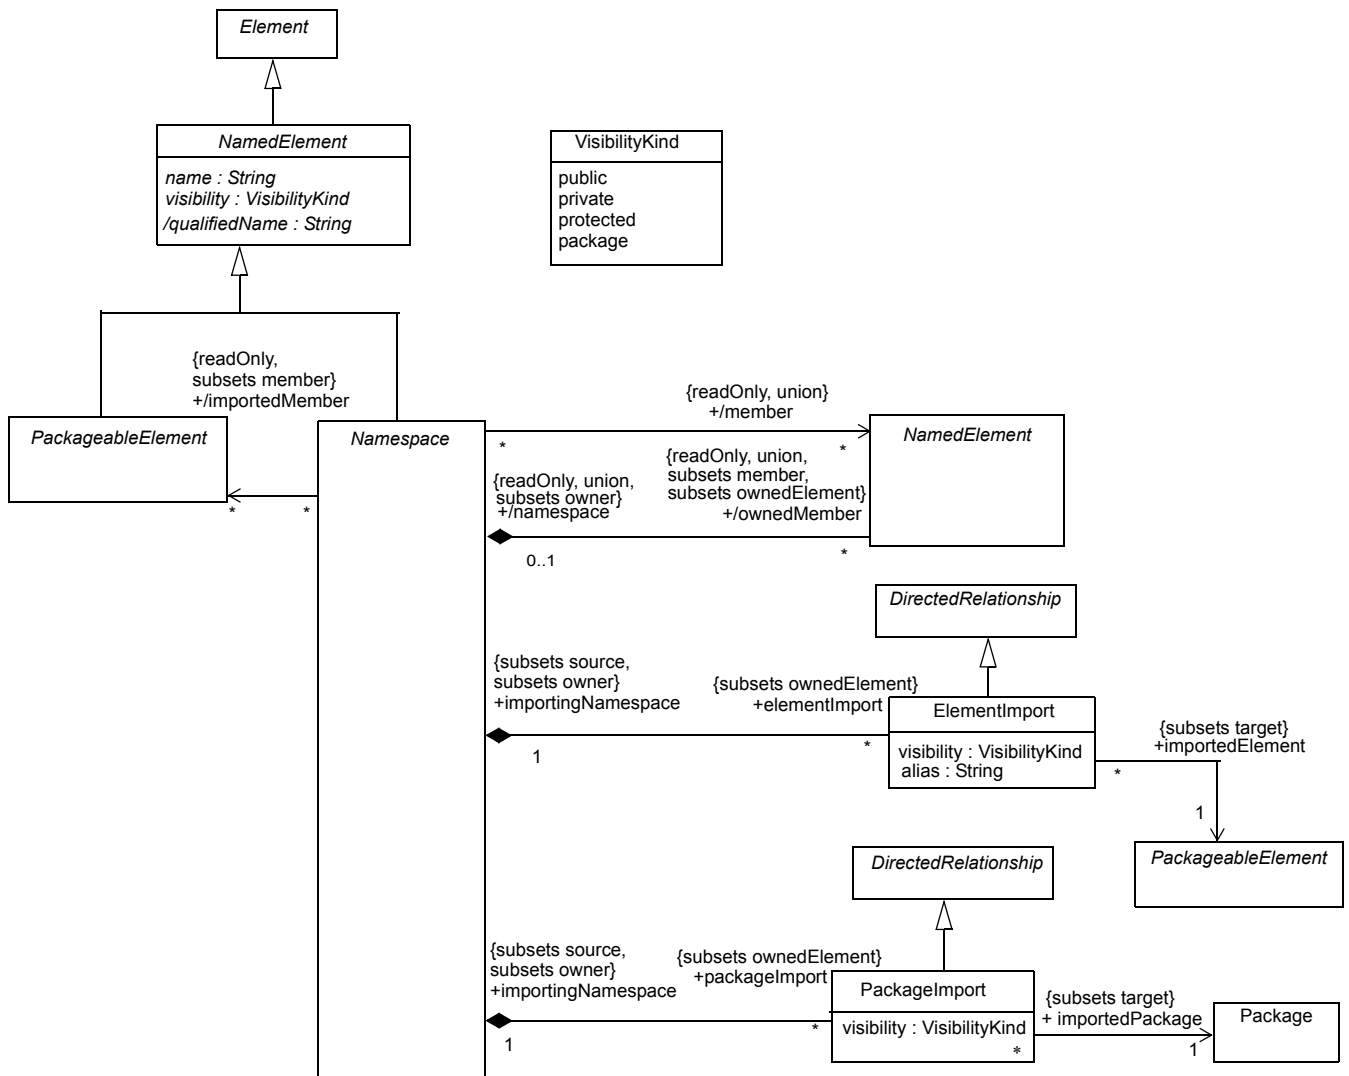 Element
NamedElement
name : String
visibility : VisibilityKind
/qualifiedName : String
VisibilityKind
public
private
protected
package
{readOnly,
subsets member}
+/importedMember
PackageableElement
*
*
Namespace
{readOnly, union}
+/member
*
*
NamedElement
{readOnly, union,
subsets owner}
+/namespace
0..1
{readOnly, union,
subsets member,
subsets ownedElement}
+/ownedMember
*
DirectedRelationship
{subsets source,
subsets owner}
+importingNamespace
1
{subsets ownedElement}
+elementImport
*
ElementImport
visibility : VisibilityKind
alias : String
{subsets target}
+importedElement
*
1
PackageableElement
DirectedRelationship
{subsets source,
subsets owner}
+importingNamespace
1
{subsets ownedElement}
+packageImport
*
PackageImport
visibility : VisibilityKind
*
{subsets target}
+ importedPackage
1
Package